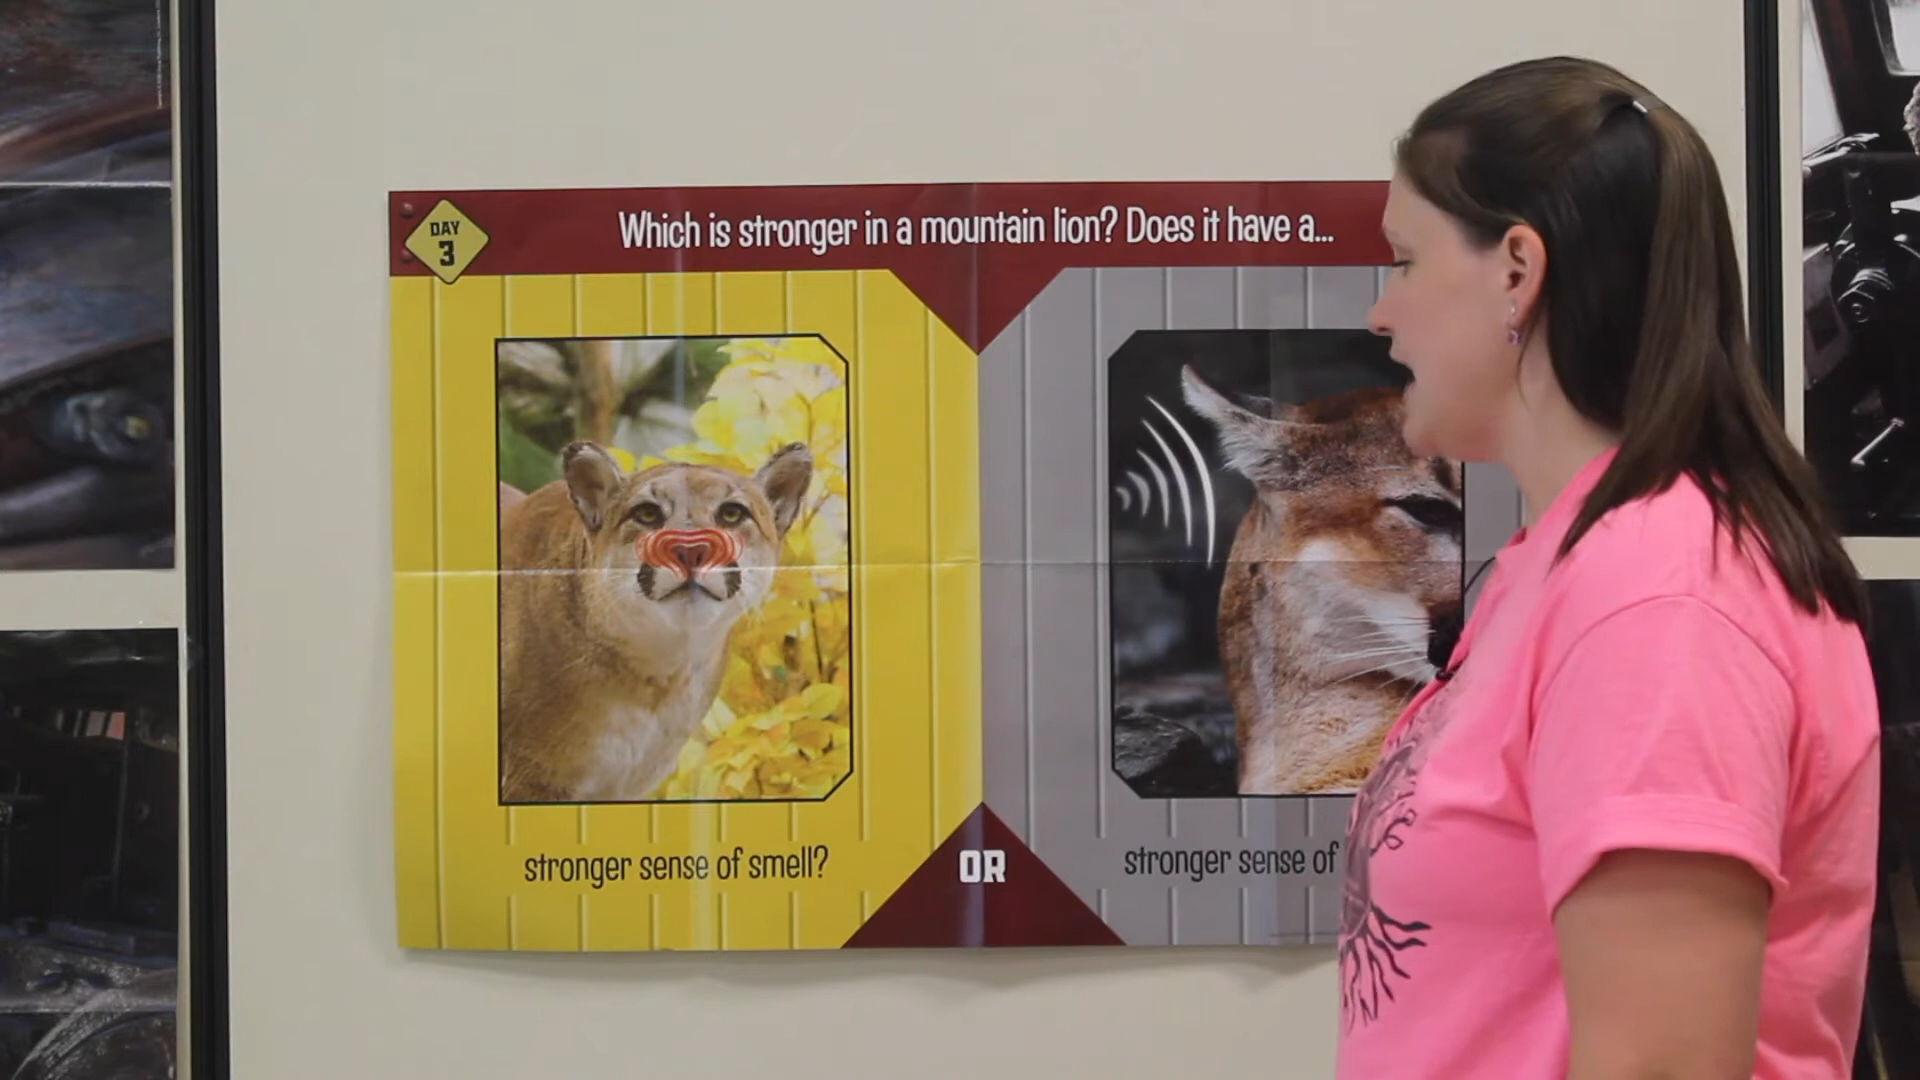 DAY
3
Which is stronger in a mountain lion? Does it have a...
stronger sense of smell?
OR
stronger sense of